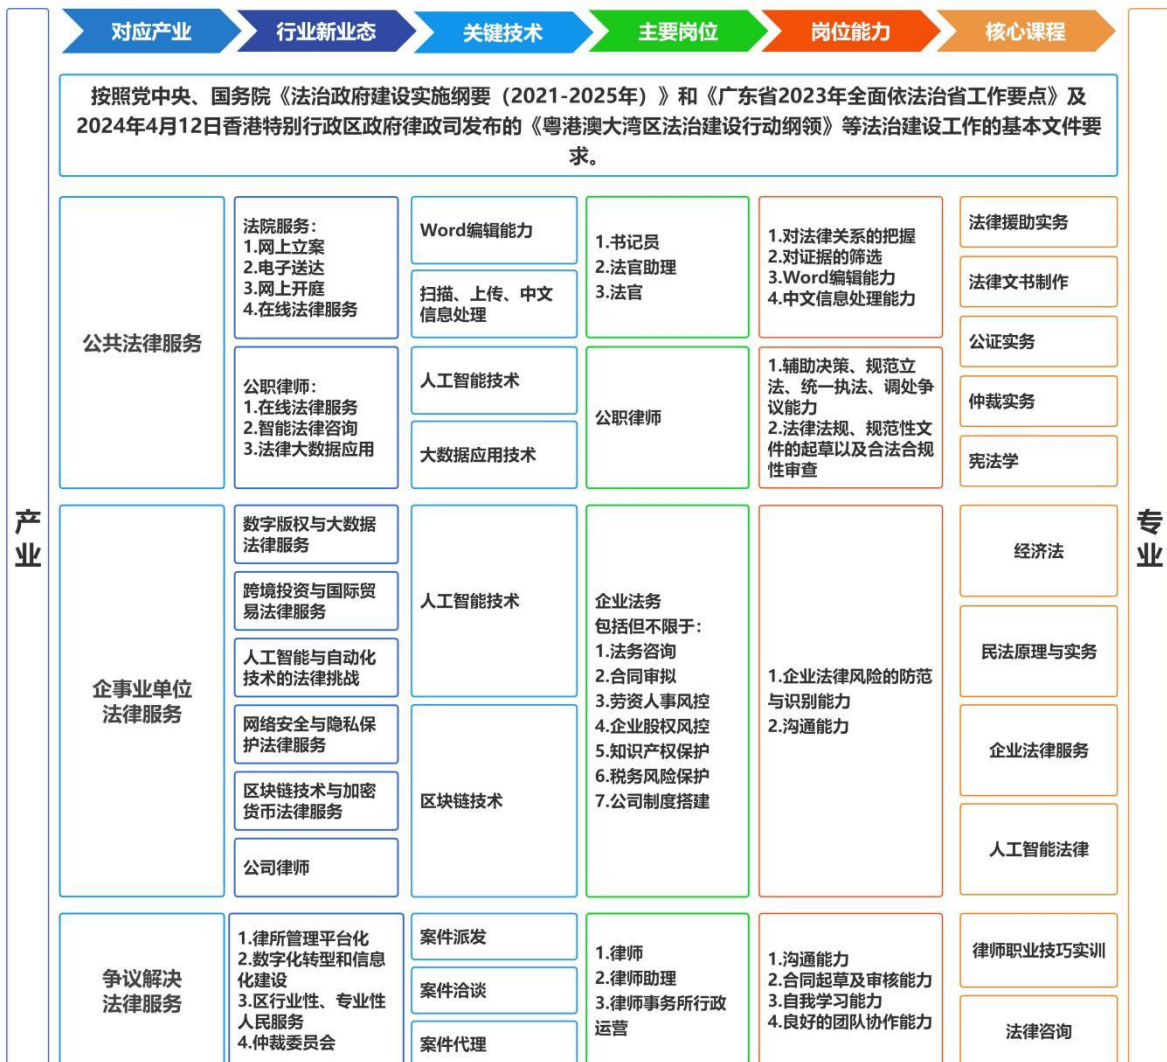 对应产业
行业新业态
关键技术
主要岗位
岗位能力
核心课程
按照党中央、国务院《法治政府建设实施纲要（2021-2025年）》和《广东省2023年全面依法治省工作要点》及
2024年4月12日香港特别行政区政府律政司发布的《粤港澳大湾区法治建设行动纲领》等法治建设工作的基本文件要
求。
产
业
公共法律服务
法院服务：
1.网上立案
2.电子送达
3.网上开庭
4.在线法律服务
公职律师：
1.在线法律服务
2.智能法律咨询
3.法律大数据应用
Word编辑能力
扫描、上传、中文
信息处理
人工智能技术
大数据应用技术
1.书记员
2.法官助理
3.法官
公职律师
1.对法律关系的把握
2.对证据的筛选
3.Word编辑能力
4.中文信息处理能力
1.辅助决策、规范立
法、统一执法、调处争
议能力
2.法律法规、规范性文
件的起草以及合法合规
性审查
法律援助实务
法律文书制作
公证实务
仲裁实务
宪法学
企事业单位
法律服务
数字版权与大数据
法律服务
跨境投资与国际贸
易法律服务
人工智能与自动化
技术的法律挑战
网络安全与隐私保
护法律服务
区块链技术与加密
货币法律服务
公司律师
人工智能技术
区块链技术
企业法务
包括但不限于：
1.法务咨询
2.合同审拟
3.劳资人事风控
4.企业股权风控
5.知识产权保护
6.税务风险保护
7.公司制度搭建
1.企业法律风险的防范
与识别能力
2.沟通能力
经济法
民法原理与实务
企业法律服务
人工智能法律
争议解决
法律服务
1.律所管理平台化
2.数字化转型和信息
化建设
3.区行业性、专业性
人民服务
4.仲裁委员会
案件派发
案件洽谈
案件代理
1.律师
2.律师助理
3.律师事务所行政
运营
1.沟通能力
2.合同起草及审核能力
3.自我学习能力
4.良好的团队协作能力
律师职业技巧实训
法律咨询
专
业